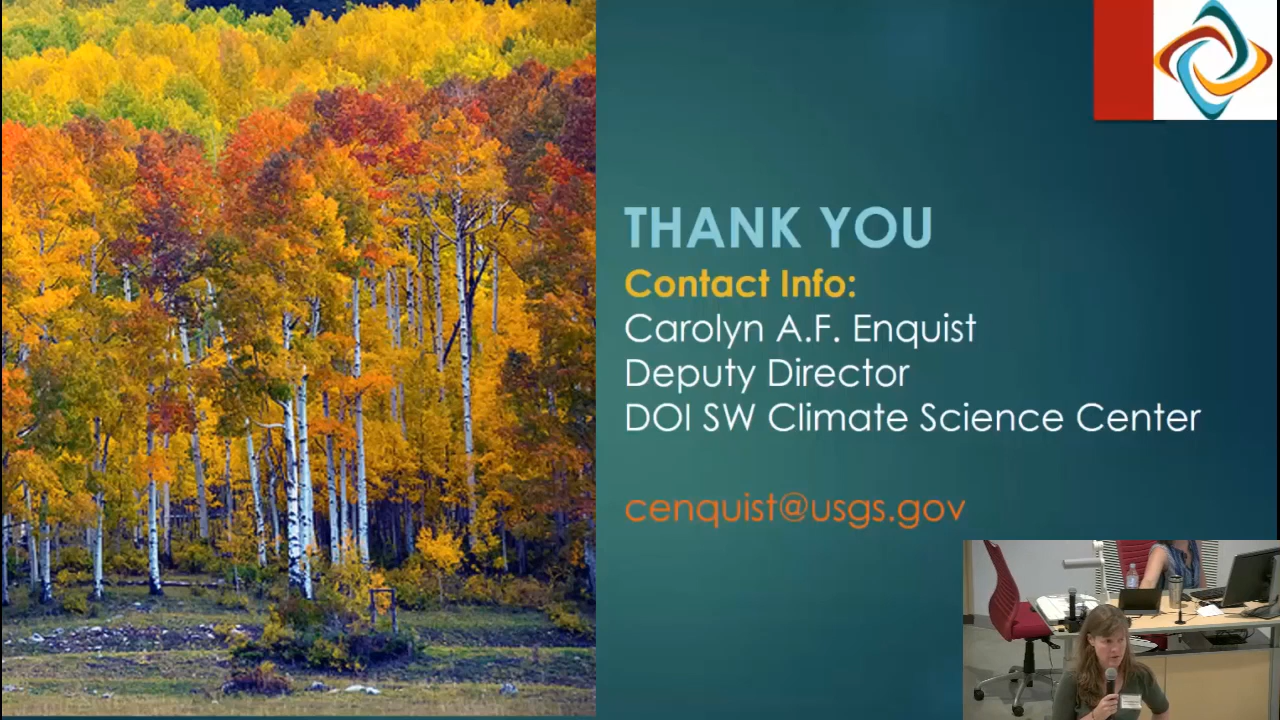 THANK YOU
Contact Info:
Carolyn A.F. Enquist
Deputy Director
DOI SW Climate Science Center
cenquist@usgs.gov